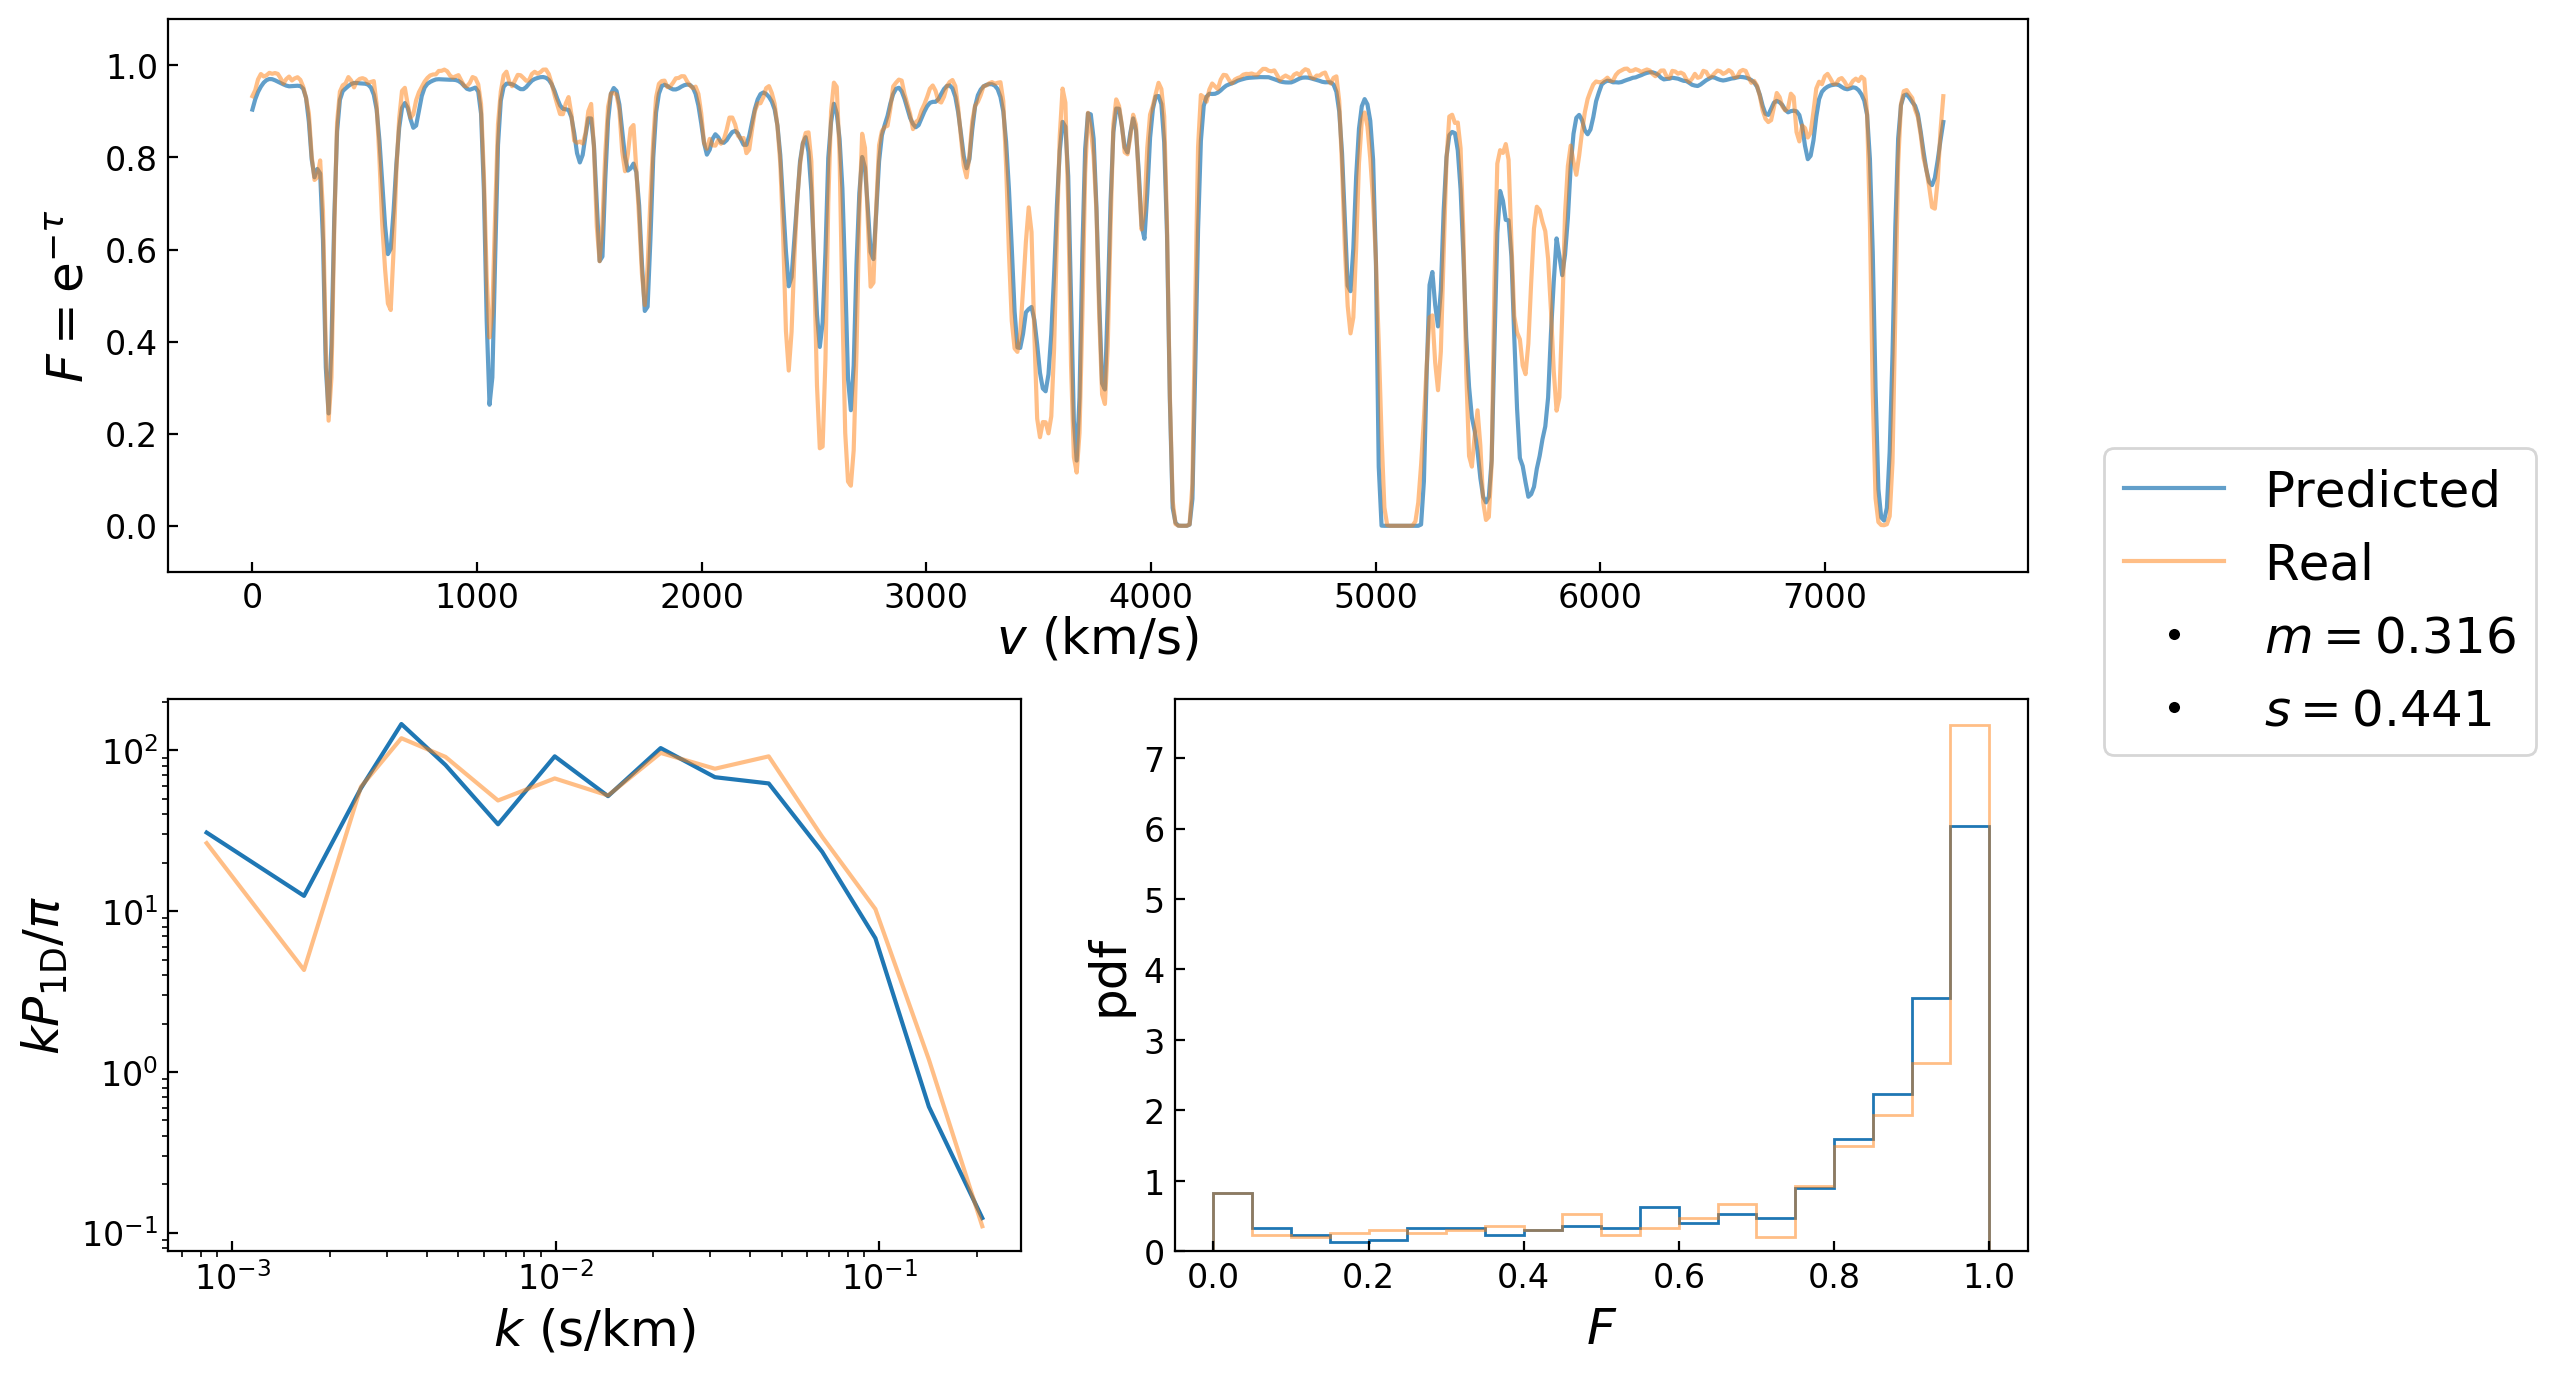 F = e^{−τ}
1.0
0.8
0.6
0.4
0.2
0.0
0 1000 2000 3000 4000 5000 6000 7000
v (km/s)
Predicted
Real
m = 0.316
s = 0.441
kP_{1D}/π
10^2
10^1
10^0
10^{−1}
10^{−3} 10^{−2} 10^{−1}
k (s/km)
pdf
7
6
5
4
3
2
1
0
0.0 0.2 0.4 0.6 0.8 1.0
F